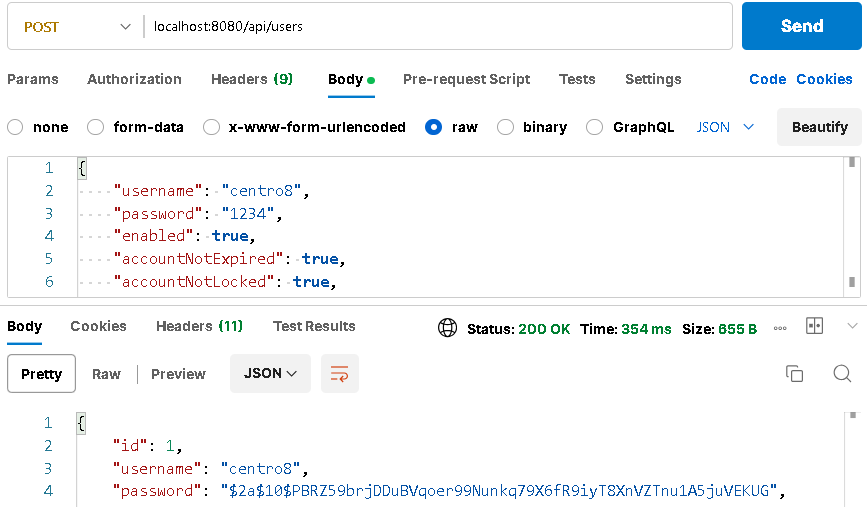 POST localhost:8080/api/users Send
Params Authorization Headers (9) Body Pre-request Script Tests Settings Code Cookies
none form-data x-www-form-urlencoded raw binary GraphQL JSON Beautify
1 {
2 "username": "centro8",
3 "password": "1234",
4 "enabled": true,
5 "accountNotExpired": true,
6 "accountNotLocked": true,
Body Cookies Headers (11) Test Results Status: 200 OK Time: 354 ms Size: 655 B
Pretty Raw Preview JSON
1 {
2 "id": 1,
3 "username": "centro8",
4 "password": "$2a$10$PBRZ59brjDDuBVqoer99Nunkq79X6fR9iyT8XnVZTnu1A5juVEKUG",